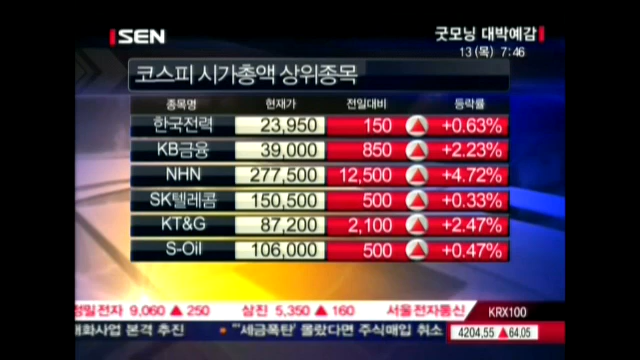 SEN
굿모닝 대박예감
13 (목) 7:46
코스피 시가총액 상위종목
종목명 현재가 전일대비 등락률
한국전력 23,950 150 ▲ +0.63%
KB금융 39,000 850 ▲ +2.23%
NHN 277,500 12,500 ▲ +4.72%
SK텔레콤 150,500 500 ▲ +0.33%
KT&G 87,200 2,100 ▲ +2.47%
S-Oil 106,000 500 ▲ +0.47%
정밀전자 9,060 ▲ 250 삼진 5,350 ▲ 160 서울전자통신 KRX100
대화사업 본격 추진 • "'세금폭탄' 몰랐다면 주식매입 취소 4204,55 ▲64,05